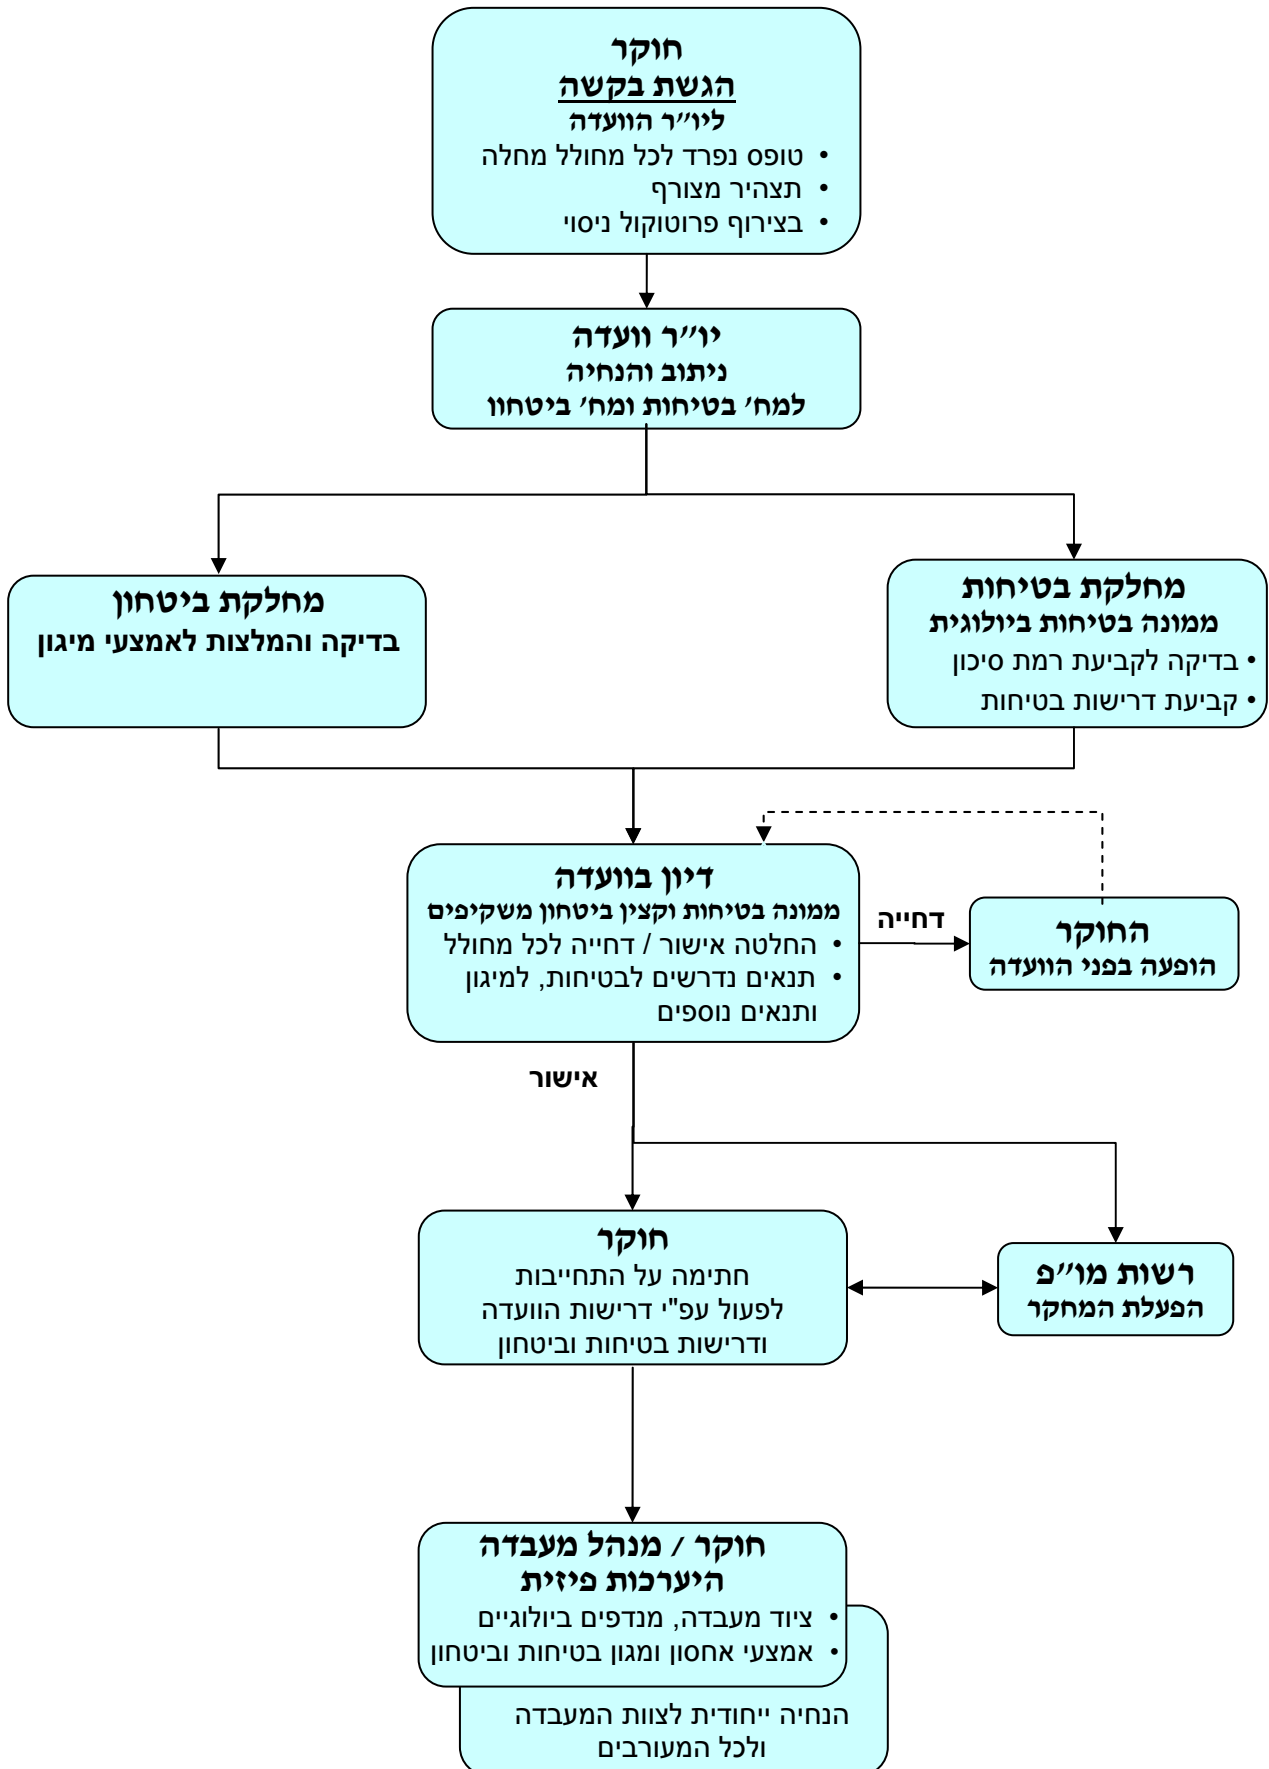 חוקר
הגשת בקשה
ליו״ר הוועדה
• טופס נפרד לכל מחולל מחלה
• תצהיר מצורף
• בצירוף פרוטוקול ניסוי
יו״ר וועדה
ניתוב והנחיה
למח׳ בטיחות ומח׳ ביטחון
מחלקת בטיחות
ממונה בטיחות ביולוגית
• בדיקה לקביעת רמת סיכון
• קביעת דרישות בטיחות
מחלקת ביטחון
בדיקה והמלצות לאמצעי מיגון
דיון בוועדה
ממונה בטיחות וקצין ביטחון משקיפים
• החלטה אישור / דחייה לכל מחולל
• תנאים נדרשים לבטיחות, למיגון
ותנאים נוספים
דחייה
החוקר
הופעה בפני הוועדה
אישור
חוקר
חתימה על התחייבות
לפעול עפ"י דרישות הוועדה
ודרישות בטיחות וביטחון
רשות מו״פ
הפעלת המחקר
חוקר / מנהל מעבדה
היערכות פיזית
• ציוד מעבדה, מנדפים ביולוגיים
• אמצעי אחסון ומגון בטיחות וביטחון
הנחיה ייחודית לצוות המעבדה
ולכל המעורבים